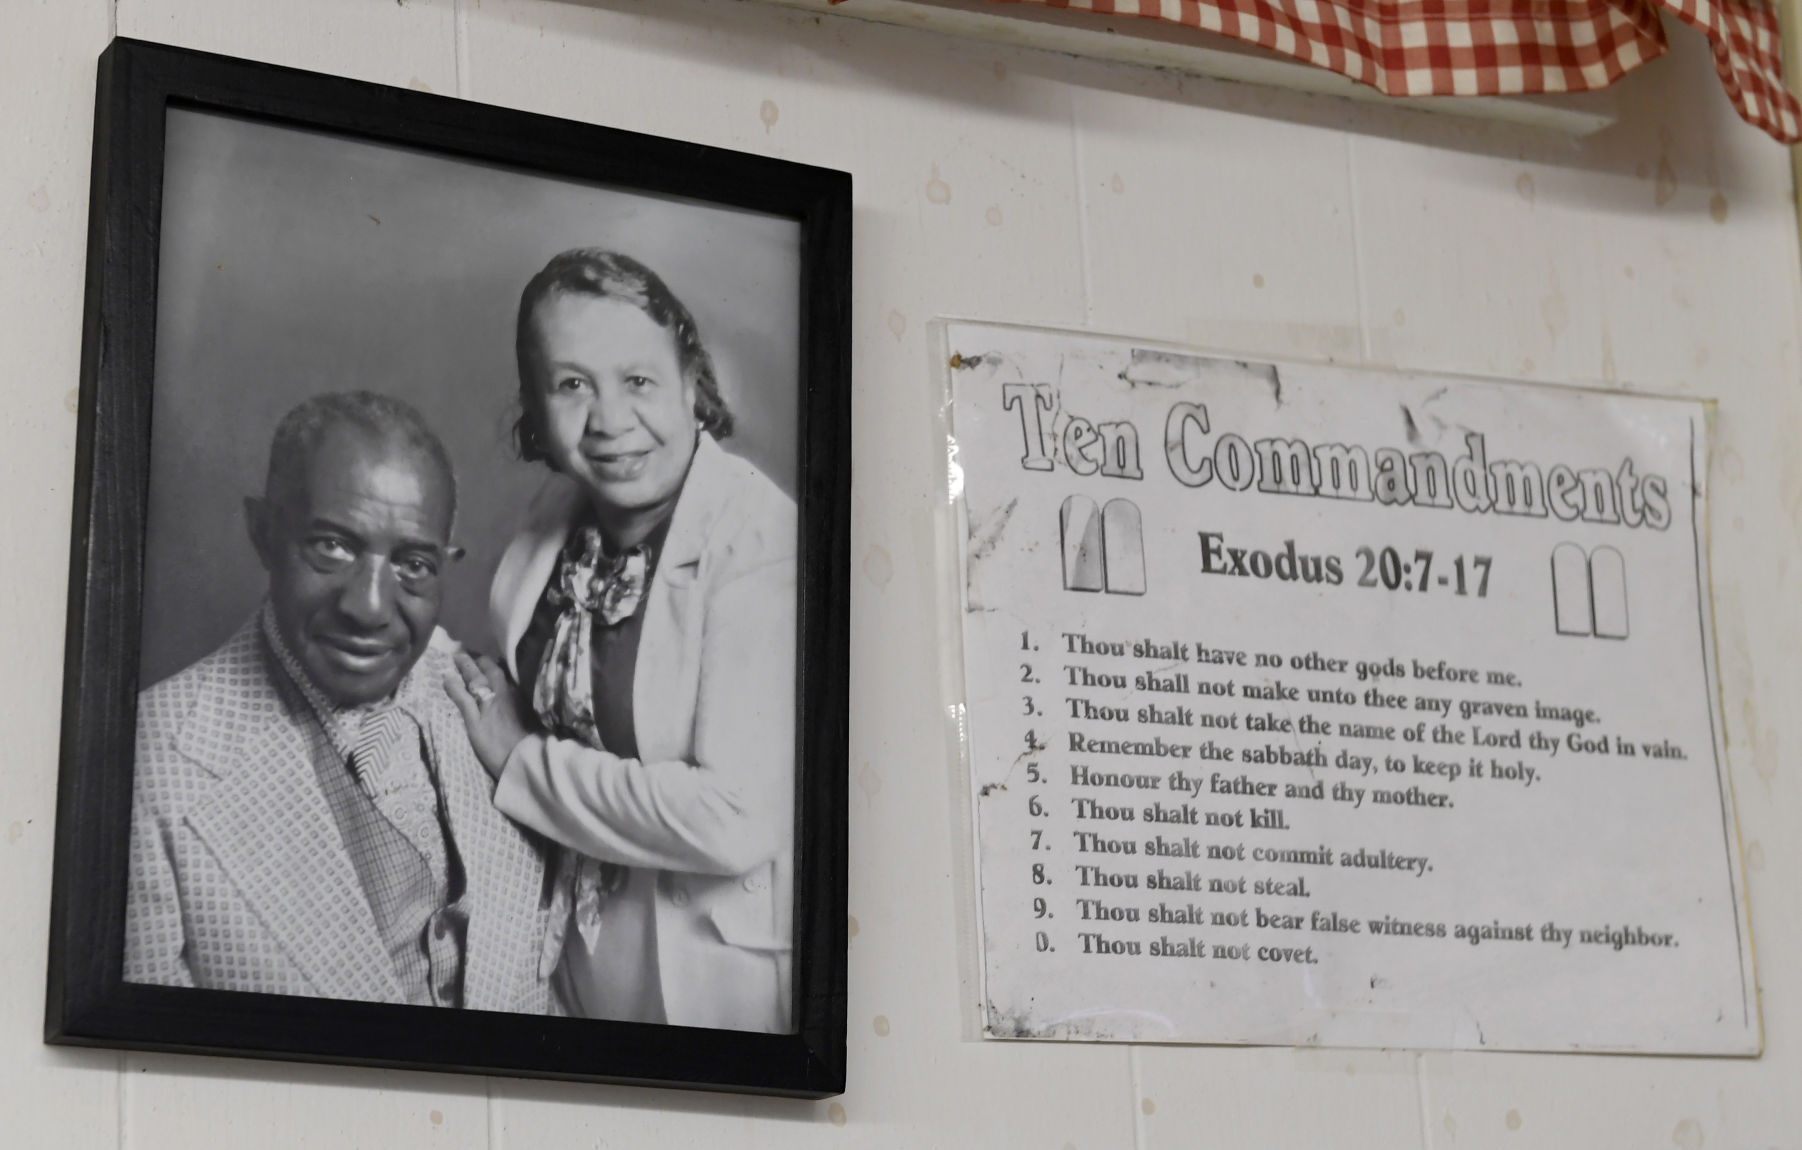 Ten Commandments
Exodus 20:7-17
1. Thou shalt have no other gods before me.
2. Thou shall not make unto thee any graven image.
3. Thou shalt not take the name of the Lord thy God in vain.
4. Remember the sabbath day, to keep it holy.
5. Honour thy father and thy mother.
6. Thou shalt not kill.
7. Thou shalt not commit adultery.
8. Thou shalt not steal.
9. Thou shalt not bear false witness against thy neighbor.
0. Thou shalt not covet.